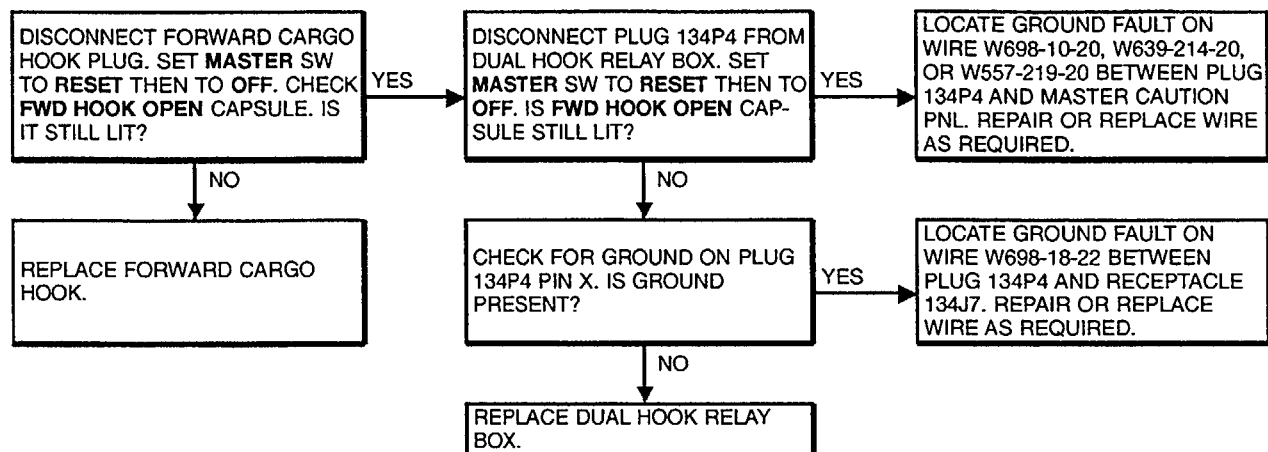 DISCONNECT FORWARD CARGO
HOOK PLUG. SET MASTER SW
TO RESET THEN TO OFF. CHECK
FWD HOOK OPEN CAPSULE. IS
IT STILL LIT?
YES
DISCONNECT PLUG 134P4 FROM
DUAL HOOK RELAY BOX. SET
MASTER SW TO RESET THEN TO
OFF. IS FWD HOOK OPEN CAP-
SULE STILL LIT?
YES
LOCATE GROUND FAULT ON
WIRE W698-10-20, W639-214-20,
OR W557-219-20 BETWEEN PLUG
134P4 AND MASTER CAUTION
PNL. REPAIR OR REPLACE WIRE
AS REQUIRED.
NO
NO
REPLACE FORWARD CARGO
HOOK.
CHECK FOR GROUND ON PLUG
134P4 PIN X. IS GROUND
PRESENT?
YES
LOCATE GROUND FAULT ON
WIRE W698-18-22 BETWEEN
PLUG 134P4 AND RECEPTACLE
134J7. REPAIR OR REPLACE
WIRE AS REQUIRED.
NO
REPLACE DUAL HOOK RELAY
BOX.